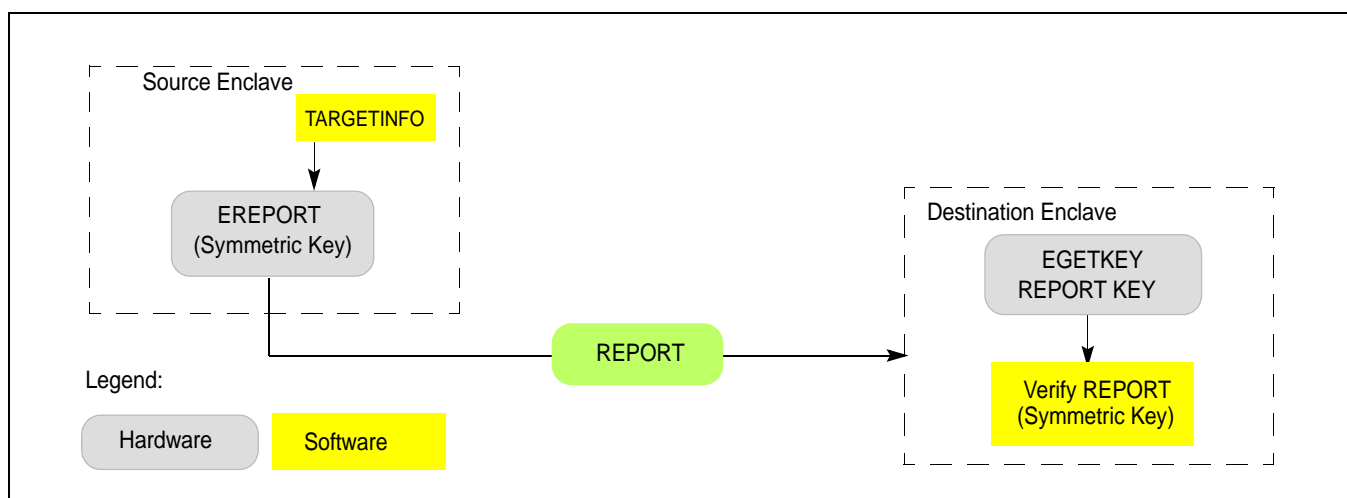 Source Enclave
TARGETINFO
EREPORT
(Symmetric Key)
REPORT
Destination Enclave
EGETKEY
REPORT KEY
Verify REPORT
(Symmetric Key)
Legend:
Hardware
Software